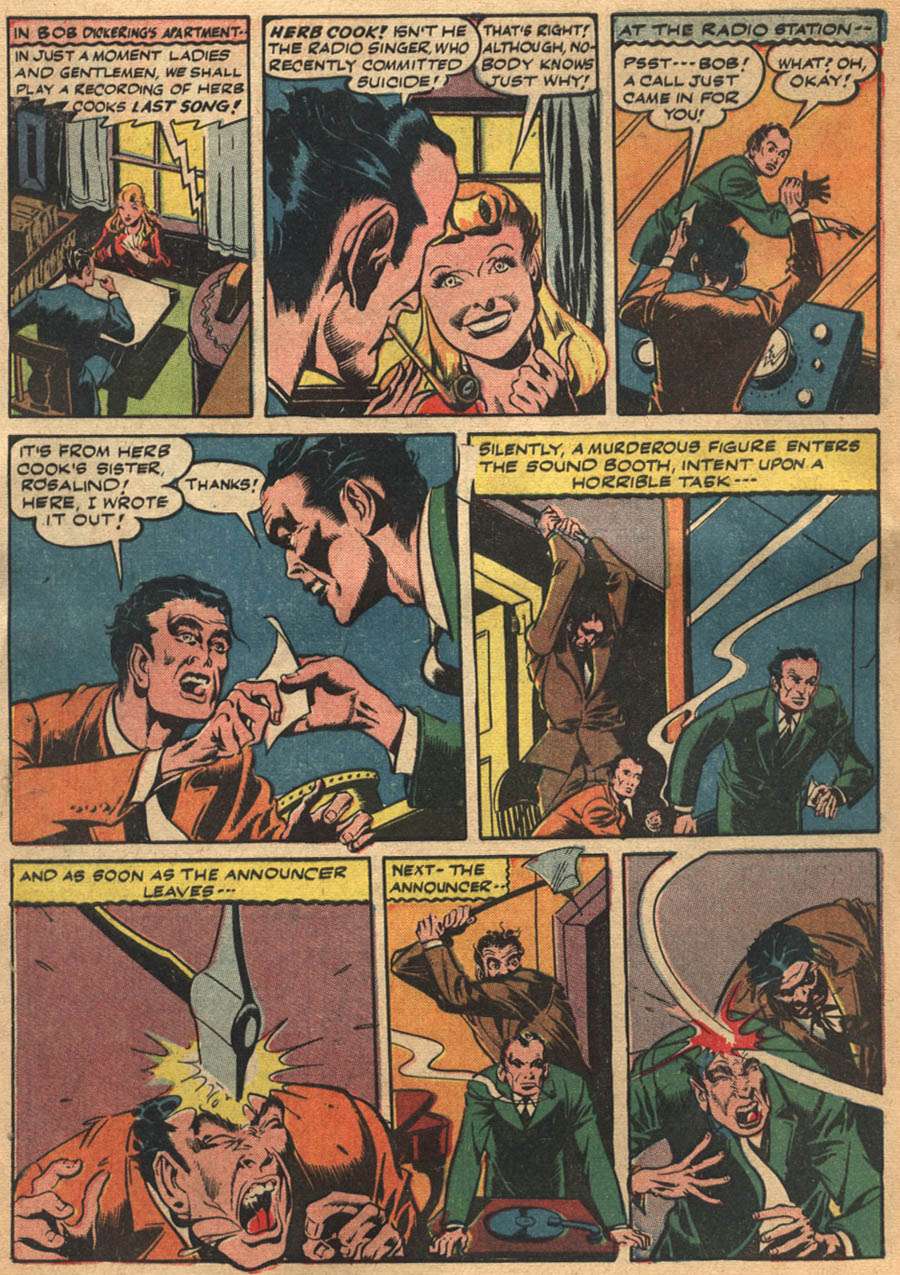 IN BOB DICKERING'S APARTMENT--
IN JUST A MOMENT LADIES
AND GENTLEMEN, WE SHALL
PLAY A RECORDING OF HERB
COOKS LAST SONG!
HERB COOK! ISN'T HE
THE RADIO SINGER, WHO
RECENTLY COMMITTED
SUICIDE!)
THAT'S RIGHT!
ALTHOUGH, NO-
BODY KNOWS
JUST WHY!
AT THE RADIO STATION--
PSST---BOB!
A CALL JUST
CAME IN FOR
YOU!
WHAT? OH,
OKAY!
IT'S FROM HERB
COOK'S SISTER,
ROSALIND!
HERE, I WROTE
IT OUT!
THANKS!
SILENTLY, A MURDEROUS FIGURE ENTERS
THE SOUND BOOTH, INTENT UPON A
HORRIBLE TASK---
AND AS SOON AS THE ANNOUNCER
LEAVES---
NEXT- THE
ANNOUNCER--